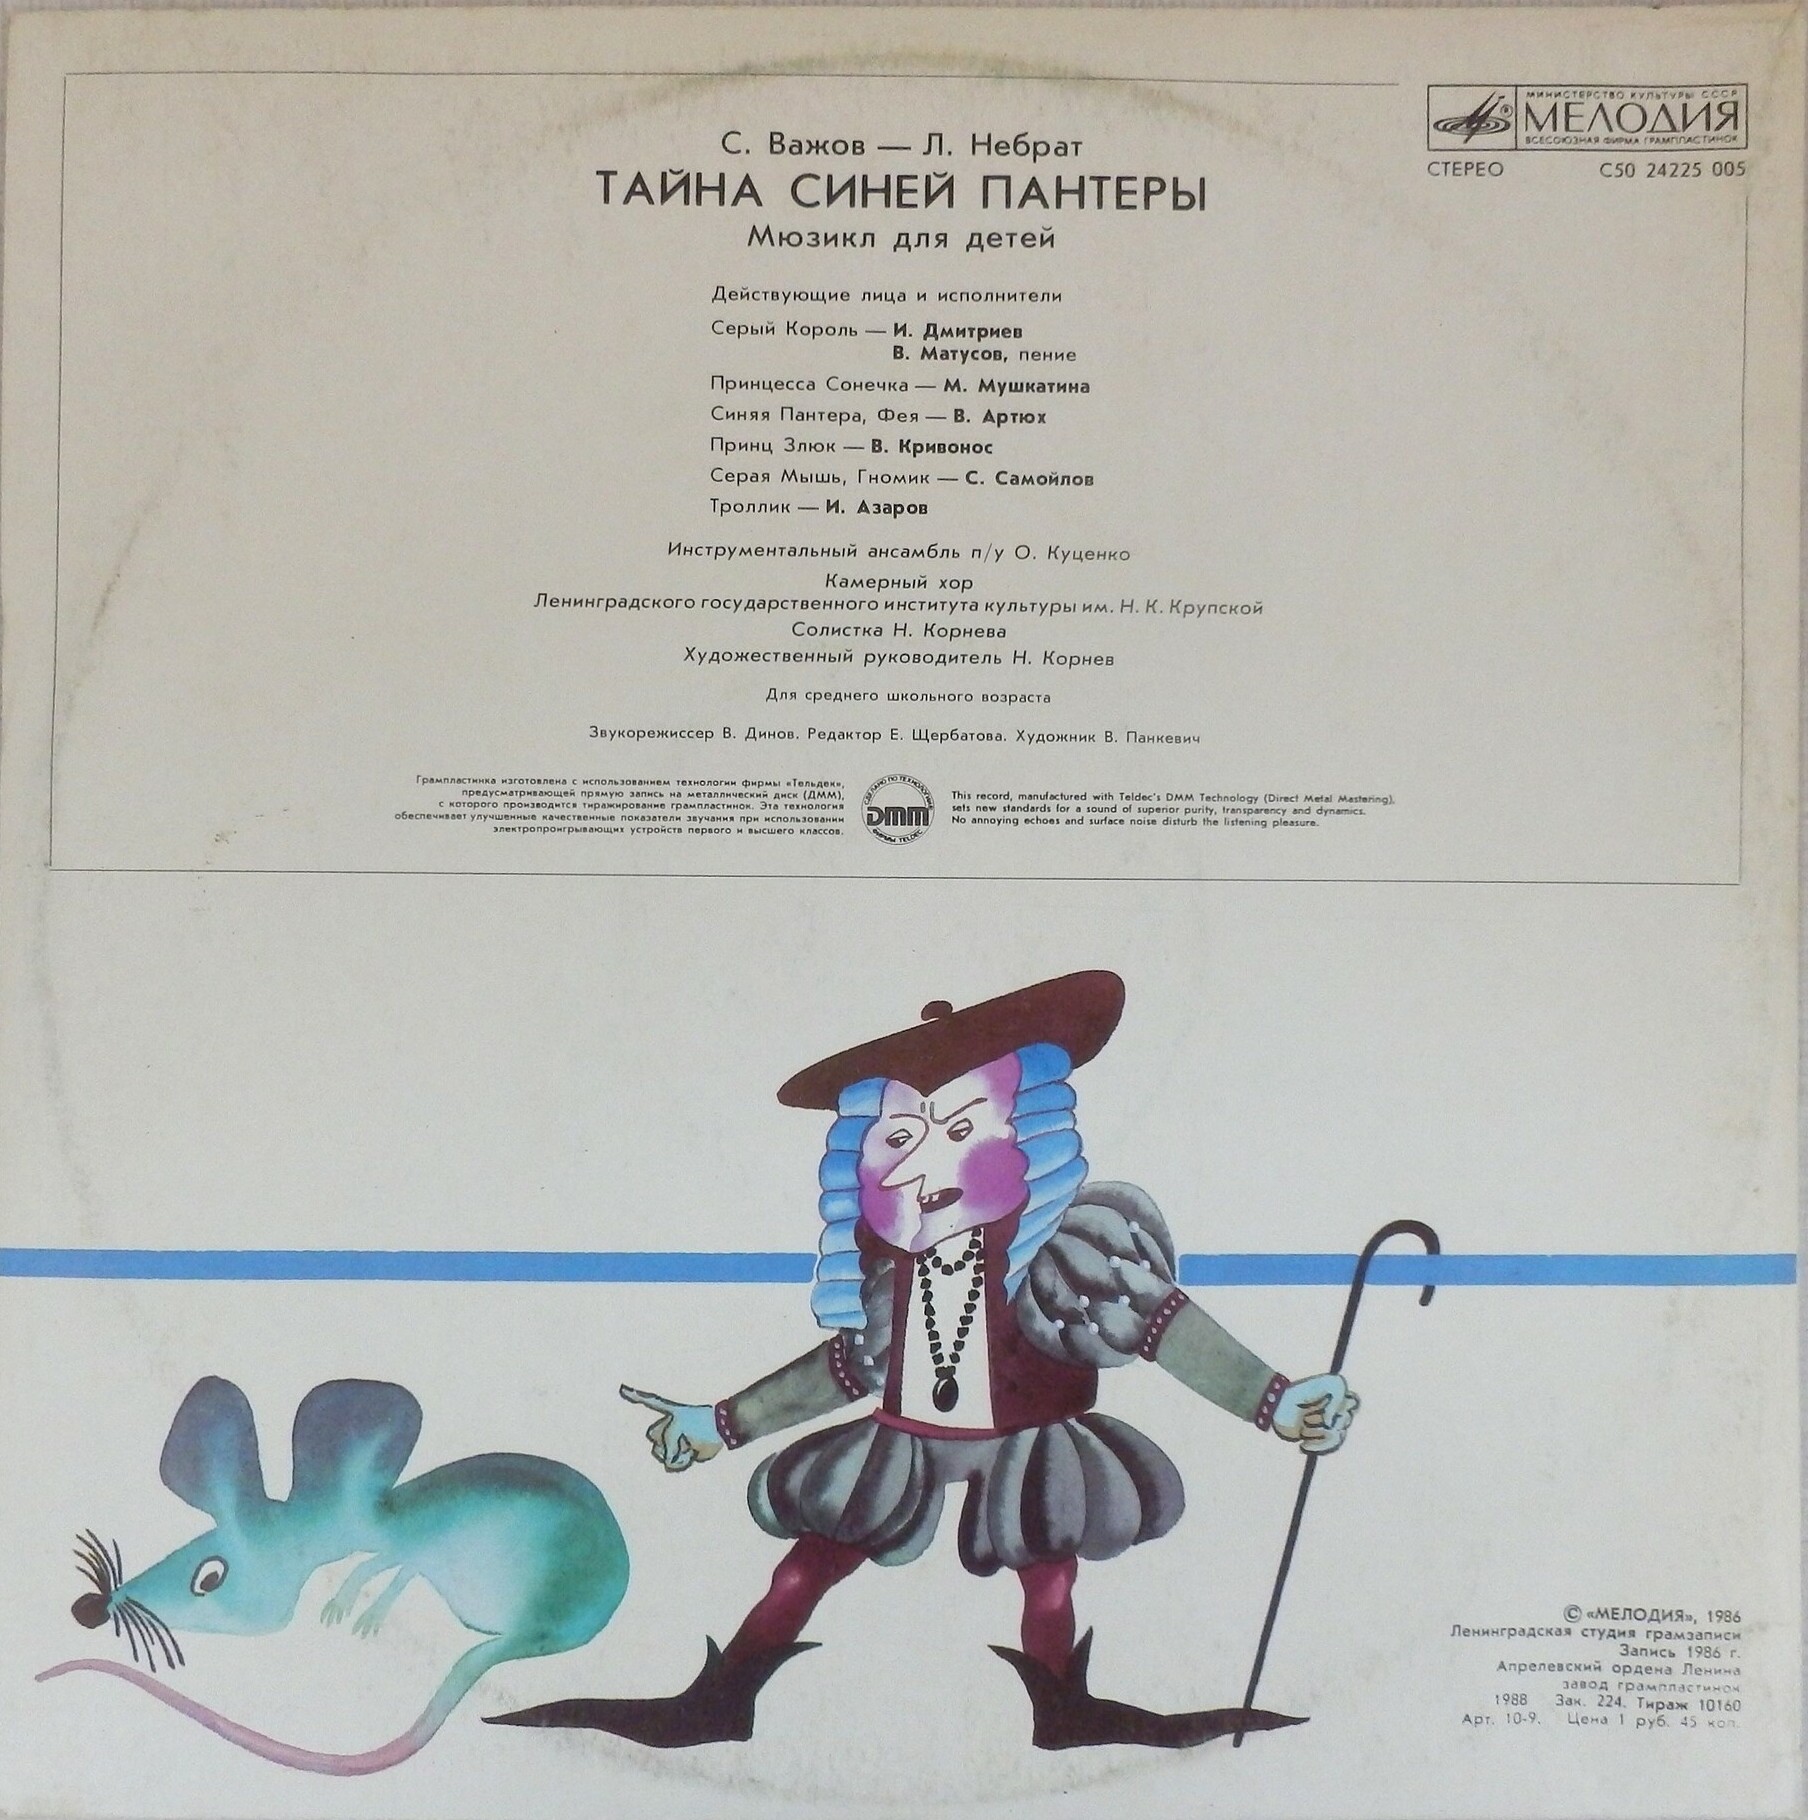 МИНИСТЕРСТВО КУЛЬТУРЫ СССР
МЕЛОДИЯ
ВСЕСОЮЗНАЯ ФИРМА ГРАМПЛАСТИНОК
СТЕРЕО С50 24225 005
С. Важов — Л. Небрат
ТАЙНА СИНЕЙ ПАНТЕРЫ
Мюзикл для детей
Действующие лица и исполнители
Серый Король — И. Дмитриев
В. Матусов, пение
Принцесса Сонечка — М. Мушкатина
Синяя Пантера, Фея — В. Артюх
Принц Злюк — В. Кривонос
Серая Мышь, Гномик — С. Самойлов
Троллик — И. Азаров
Инструментальный ансамбль п/у О. Куценко
Камерный хор
Ленинградского государственного института культуры им. Н. К. Крупской
Солистка Н. Корнева
Художественный руководитель Н. Корнев
Для среднего школьного возраста
Звукорежиссер В. Динов. Редактор Е. Щербатова. Художник В. Панкевич
Грампластинка изготовлена с использованием технологии фирмы «Тельдек»,
предусматривающей прямую запись на металлический диск (ДММ),
с которого производится тиражирование грампластинок. Эта технология
обеспечивает улучшенные качественные показатели звучания при использовании
электропроигрывающих устройств первого и высшего классов.
СДЕЛАНО ПО ТЕХНОЛОГИИ
DMM
ФИРМЫ TELDEC
This record, manufactured with Teldec's DMM Technology (Direct Metal Mastering),
sets new standards for a sound of superior purity, transparency and dynamics.
No annoying echoes and surface noise disturb the listening pleasure.
© «МЕЛОДИЯ», 1986
Ленинградская студия грамзаписи
Запись 1986 г.
Апрелевский ордена Ленина
завод грампластинок
1988 Зак. 224. Тираж 10160
Арт. 10-9. Цена 1 руб. 45 коп.